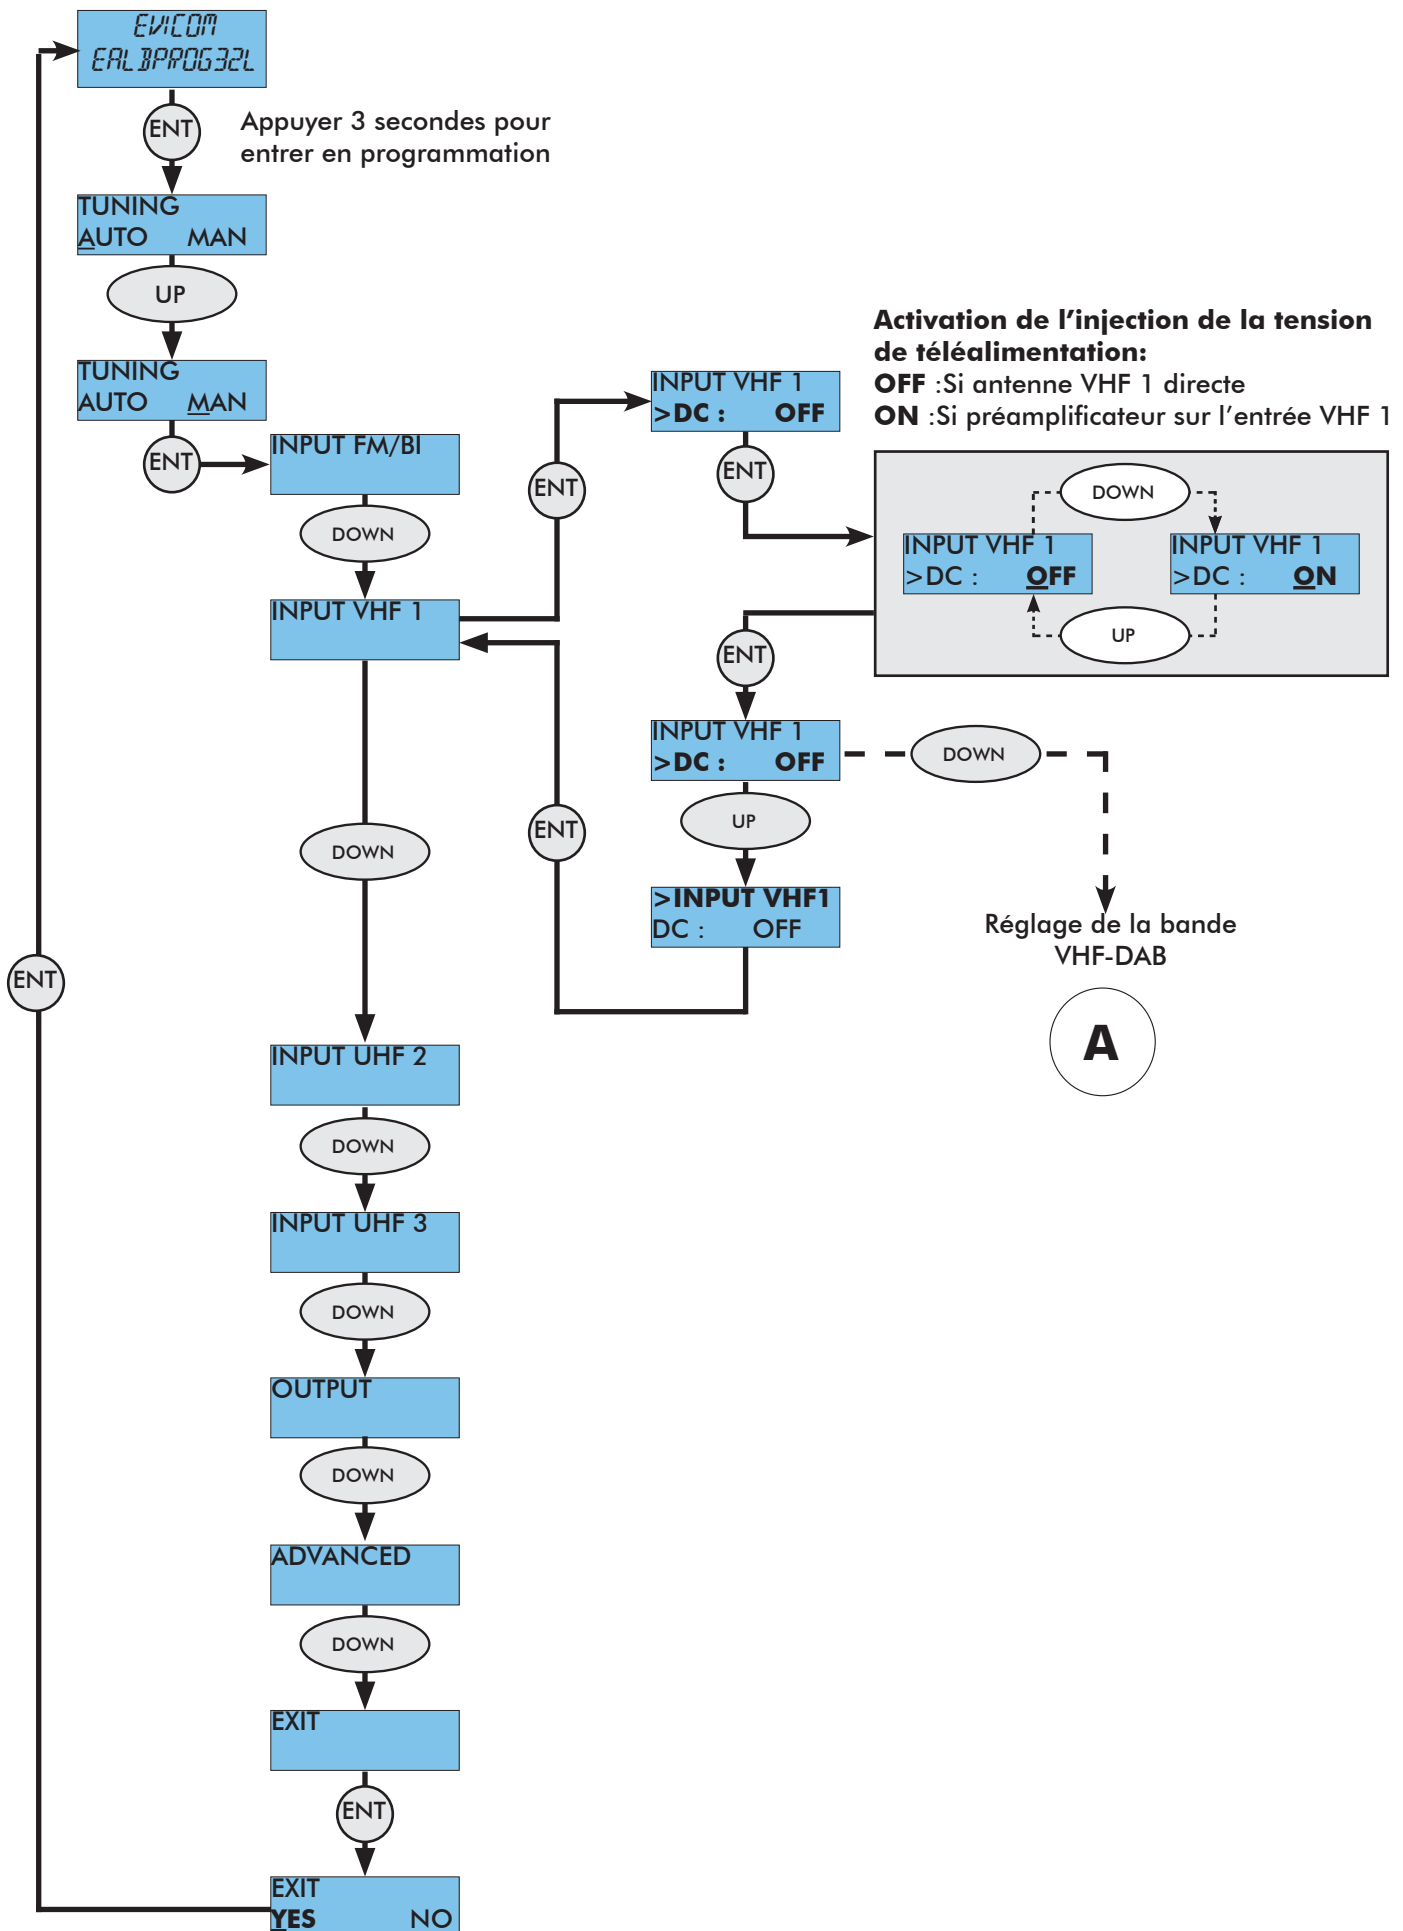 EVICOM
EALBPROG32L
ENT
Appuyer 3 secondes pour
entrer en programmation
TUNING
AUTO MAN
UP
TUNING
AUTO MAN
ENT
INPUT FM/BI
DOWN
INPUT VHF 1
ENT
INPUT VHF 1
>DC : OFF
ENT
Activation de l’injection de la tension
de téléalimentation:
OFF :Si antenne VHF 1 directe
ON :Si préamplificateur sur l’entrée VHF 1
DOWN
INPUT VHF 1
>DC : OFF
INPUT VHF 1
>DC : ON
UP
ENT
INPUT VHF 1
>DC : OFF
DOWN
UP
ENT
>INPUT VHF1
DC : OFF
Réglage de la bande
VHF-DAB
A
DOWN
ENT
INPUT UHF 2
DOWN
INPUT UHF 3
DOWN
OUTPUT
DOWN
ADVANCED
DOWN
EXIT
ENT
EXIT
YES NO